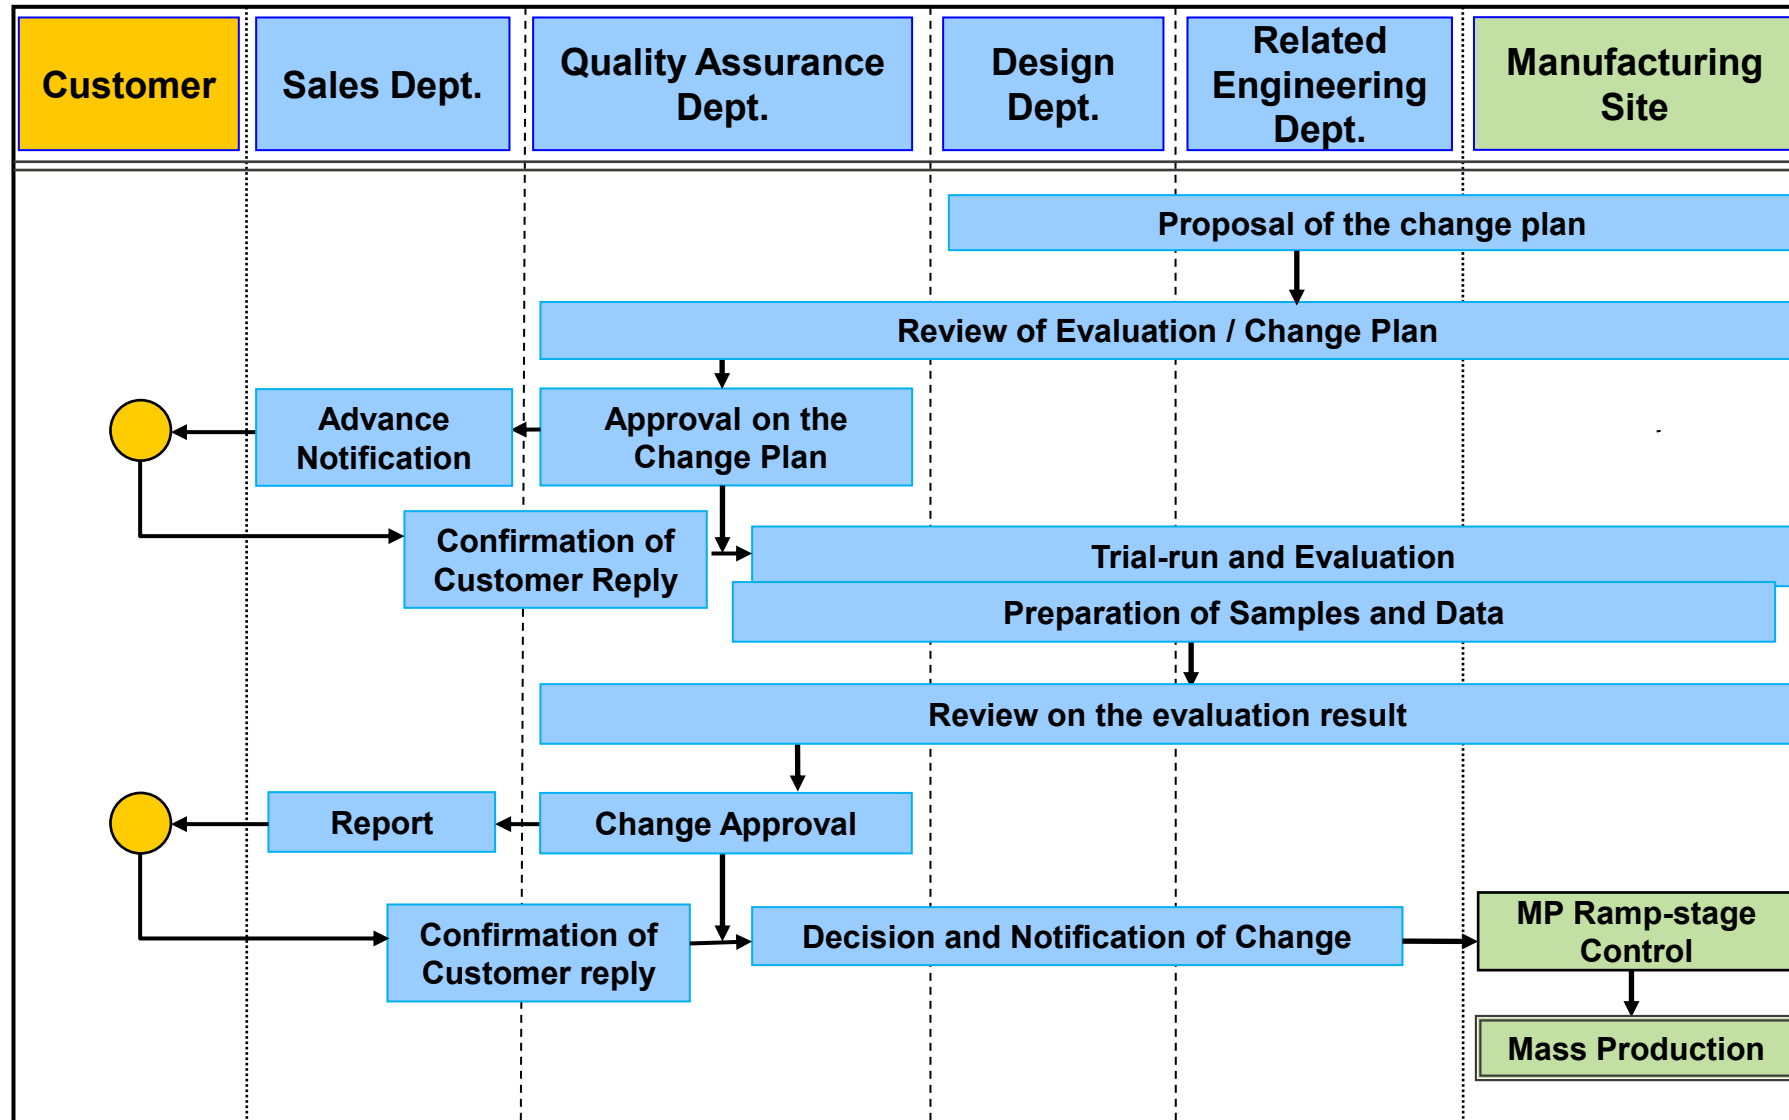 Customer
Sales Dept.
Quality Assurance
Dept.
Design
Dept.
Related
Engineering
Dept.
Manufacturing
Site
Proposal of the change plan
Review of Evaluation / Change Plan
Advance
Notification
Approval on the
Change Plan
Confirmation of
Customer Reply
Trial-run and Evaluation
Preparation of Samples and Data
Review on the evaluation result
Report
Change Approval
Confirmation of
Customer reply
Decision and Notification of Change
MP Ramp-stage
Control
Mass Production